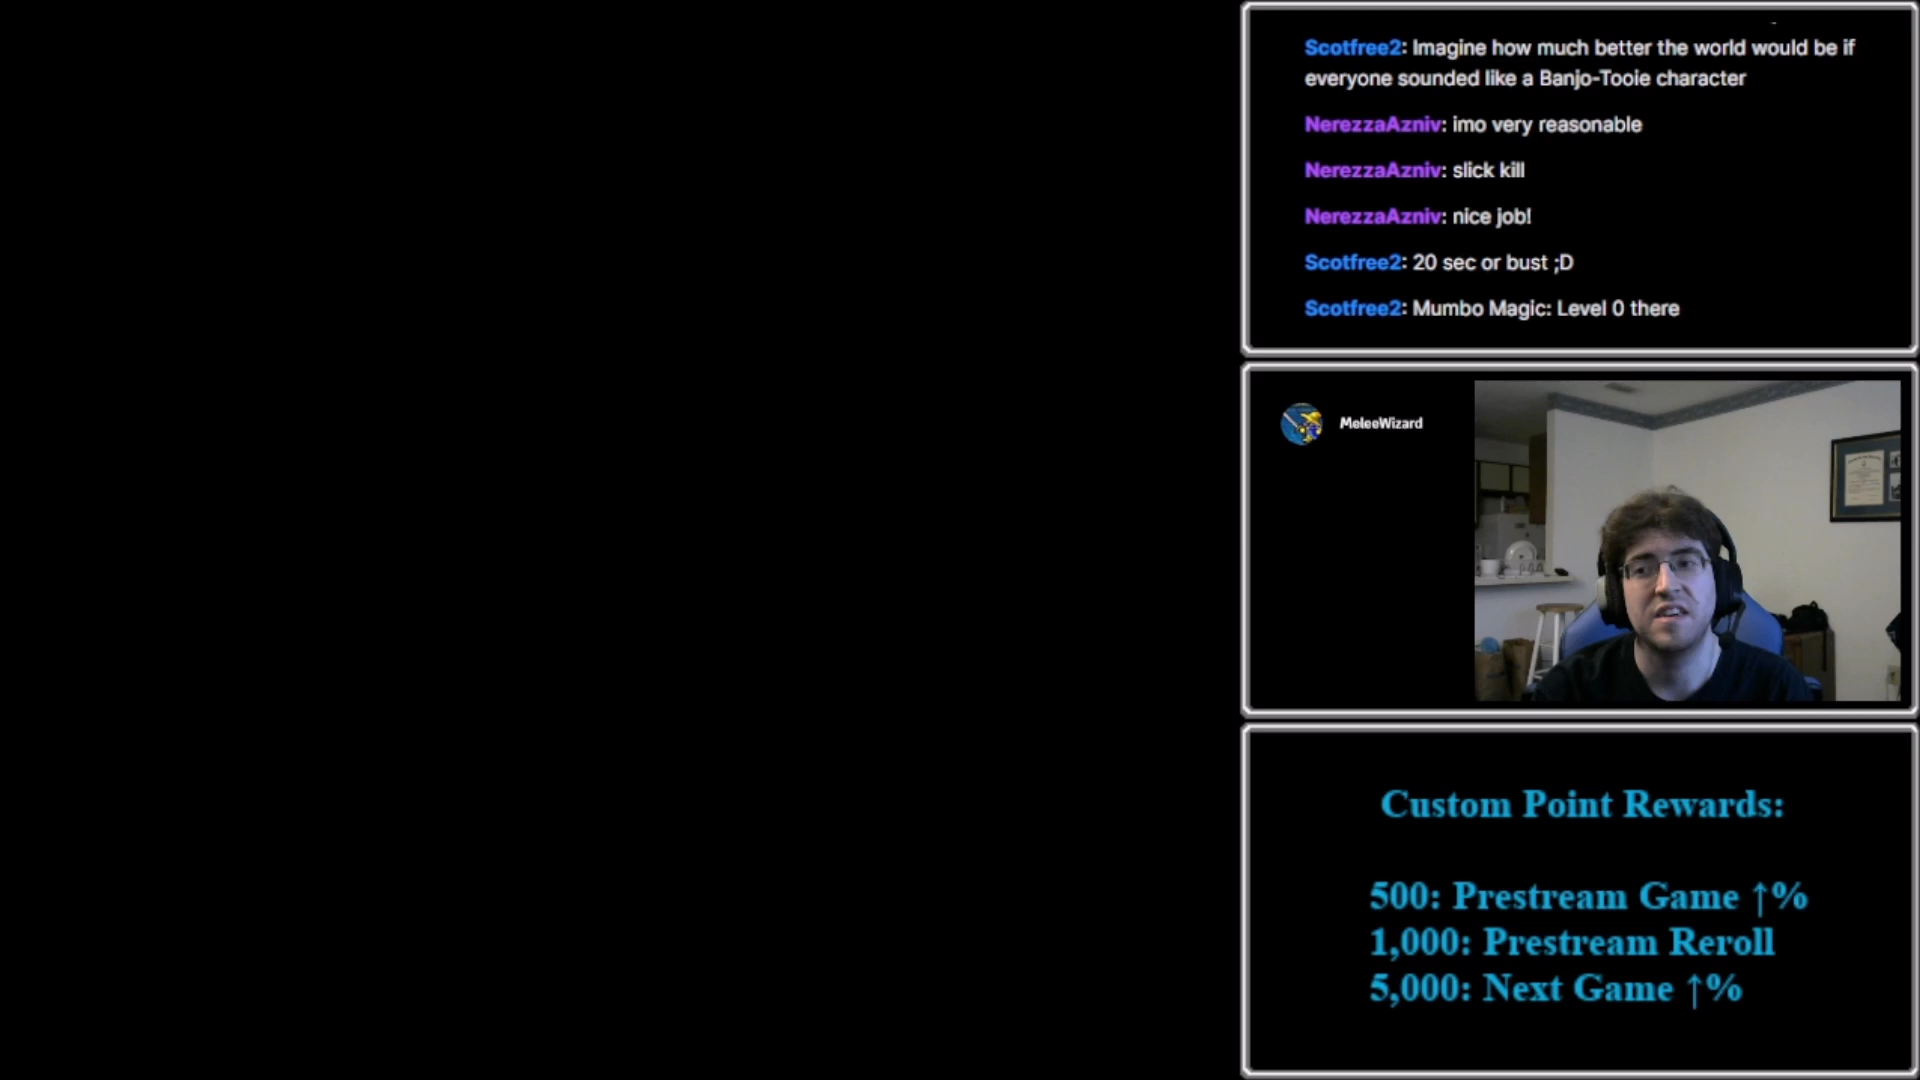 Scotfree2: Imagine how much better the world would be if
everyone sounded like a Banjo-Tooie character
NerezzaAzniv: imo very reasonable
NerezzaAzniv: slick kill
NerezzaAzniv: nice job!
Scotfree2: 20 sec or bust ;D
Scotfree2: Mumbo Magic: Level 0 there
MeleeWizard
Custom Point Rewards:
500: Prestream Game ↑%
1,000: Prestream Reroll
5,000: Next Game ↑%